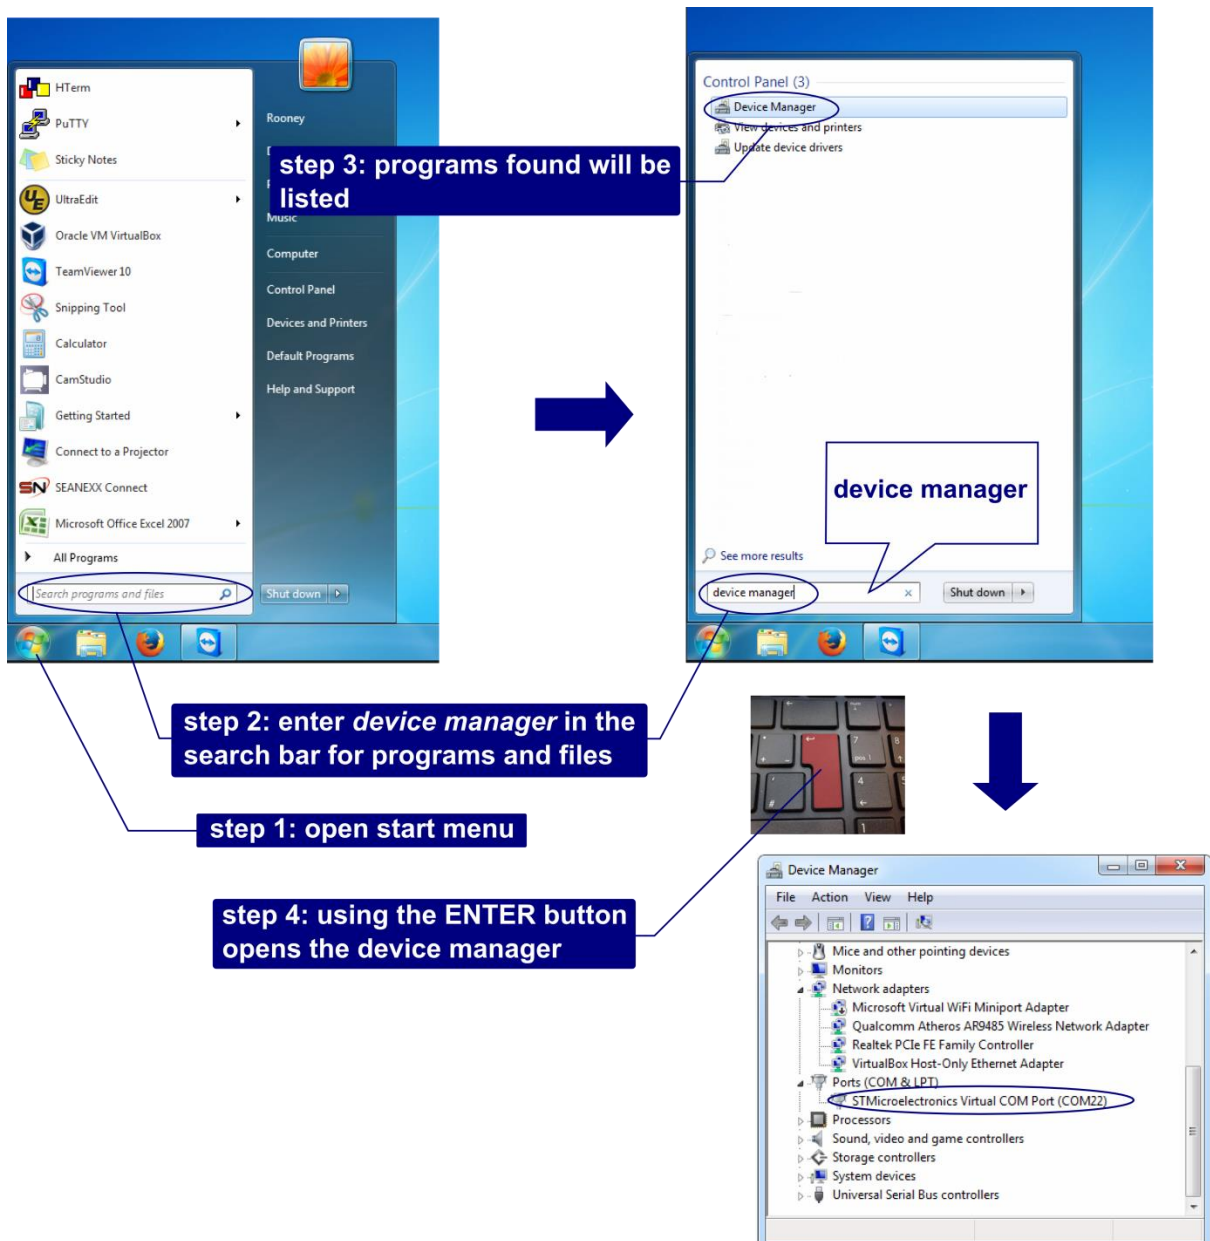 HTerm
PuTTY
Sticky Notes
UltraEdit
Oracle VM VirtualBox
TeamViewer 10
Snipping Tool
Calculator
CamStudio
Getting Started
Connect to a Projector
SEANEXX Connect
Microsoft Office Excel 2007
All Programs
Search programs and files
Rooney
Music
Computer
Control Panel
Devices and Printers
Default Programs
Help and Support
Shut down
step 3: programs found will be
listed
Control Panel (3)
Device Manager
View devices and printers
Update device drivers
device manager
See more results
device manager
Shut down
step 2: enter device manager in the
search bar for programs and files
step 1: open start menu
step 4: using the ENTER button
opens the device manager
Device Manager
File Action View Help
Mice and other pointing devices
Monitors
Network adapters
Microsoft Virtual WiFi Miniport Adapter
Qualcomm Atheros AR9485 Wireless Network Adapter
Realtek PCIe FE Family Controller
VirtualBox Host-Only Ethernet Adapter
Ports (COM & LPT)
STMicroelectronics Virtual COM Port (COM22)
Processors
Sound, video and game controllers
Storage controllers
System devices
Universal Serial Bus controllers